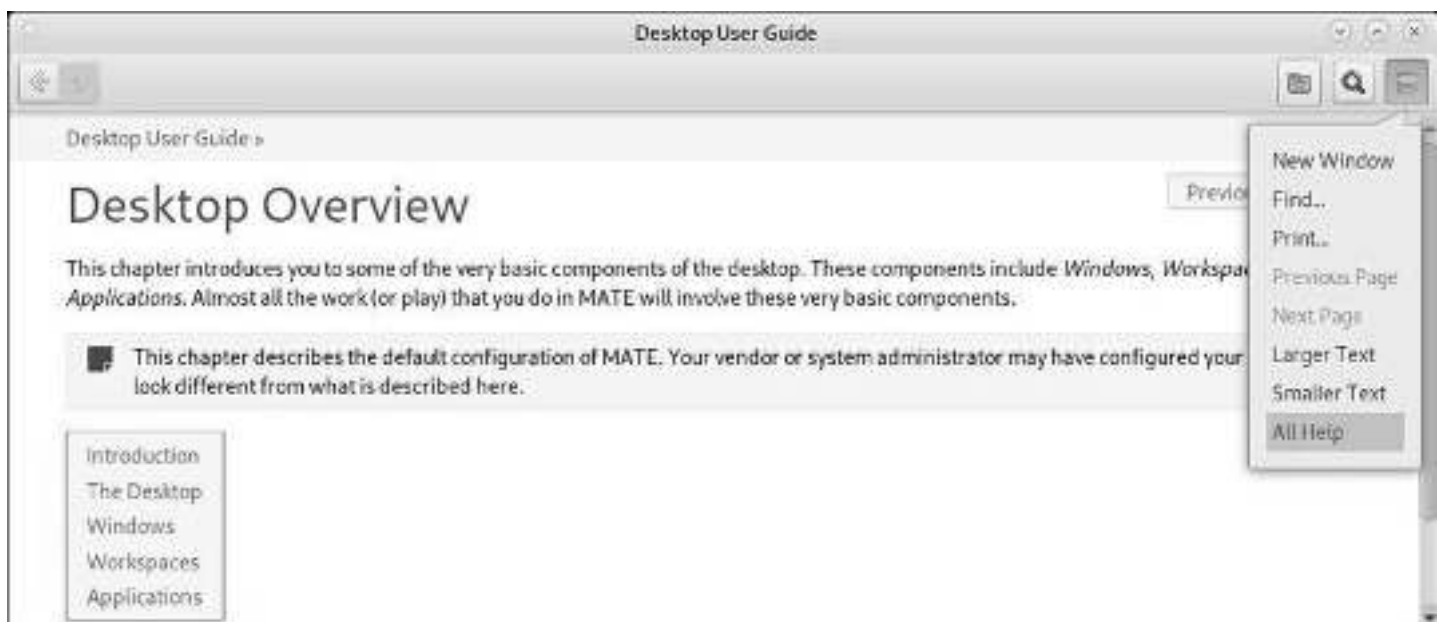 Desktop User Guide
Desktop User Guide »
Desktop Overview
This chapter introduces you to some of the very basic components of the desktop. These components include Windows,
Applications. Almost all the work (or play) that you do in MATE will involve these very basic components.
This chapter describes the default configuration of MATE. Your vendor or system administrator may have configured your
look different from what is described here.
Introduction
The Desktop
Windows
Workspaces
Applications
New Window
Find...
Print...
Previous Page
Next Page
Larger Text
Smaller Text
All Help